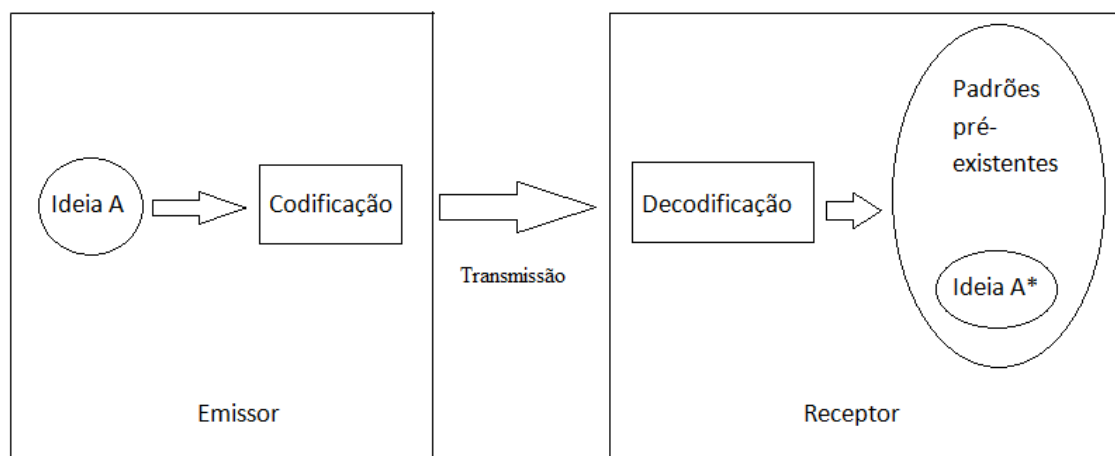 Ideia A
Codificação
Emissor
Transmissão
Decodificação
Padrões
pré-
existentes
Ideia A*
Receptor